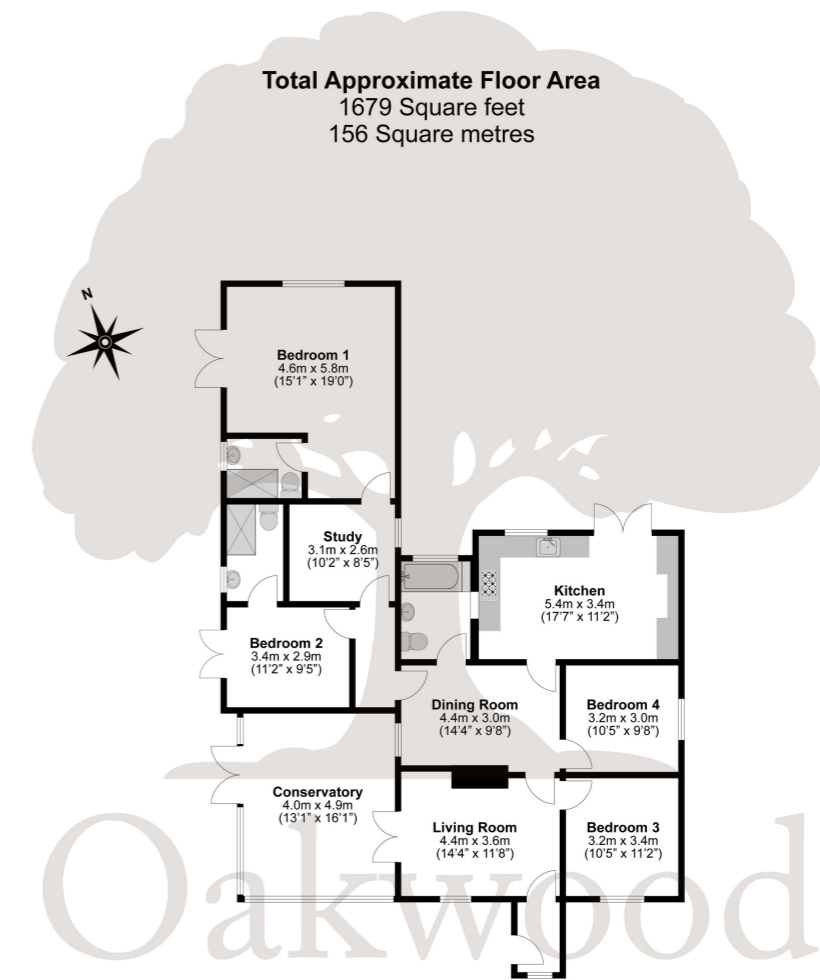 Total Approximate Floor Area
1679 Square feet
156 Square metres
N
Bedroom 1
4.6m x 5.8m
(15'1" x 19'0")
Study
3.1m x 2.6m
(10'2" x 8'5")
Kitchen
5.4m x 3.4m
(17'7" x 11'2")
Bedroom 2
3.4m x 2.9m
(11'2" x 9'5")
Dining Room
4.4m x 3.0m
(14'4" x 9'8")
Bedroom 4
3.2m x 3.0m
(10'5" x 9'8")
Conservatory
4.0m x 4.9m
(13'1" x 16'1")
Living Room
4.4m x 3.6m
(14'4" x 11'8")
Bedroom 3
3.2m x 3.4m
(10'5" x 11'2")
Oakwood